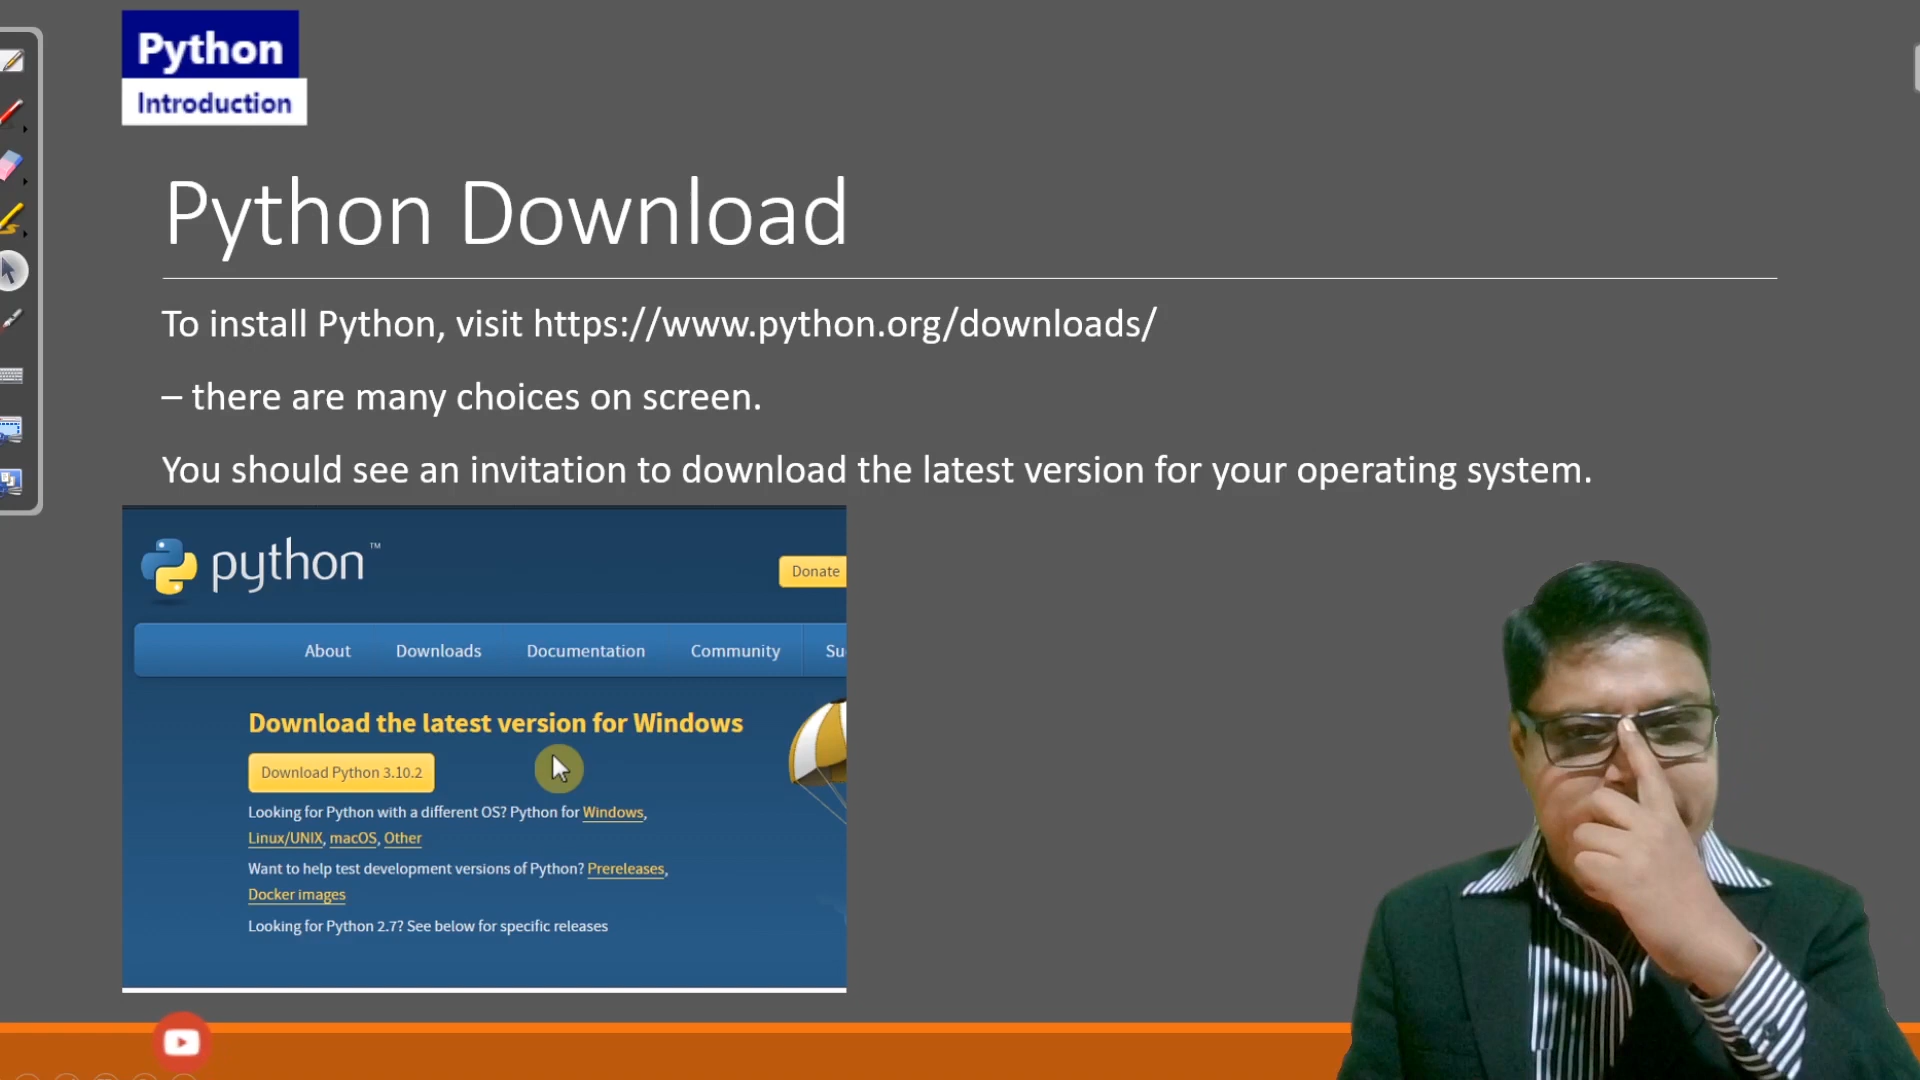 Python
Introduction
Python Download
To install Python, visit https://www.python.org/downloads/
– there are many choices on screen.
You should see an invitation to download the latest version for your operating system.
python™
Donate
About Downloads Documentation Community Su
Download the latest version for Windows
Download Python 3.10.2
Looking for Python with a different OS? Python for Windows,
Linux/UNIX, macOS, Other
Want to help test development versions of Python? Prereleases,
Docker images
Looking for Python 2.7? See below for specific releases